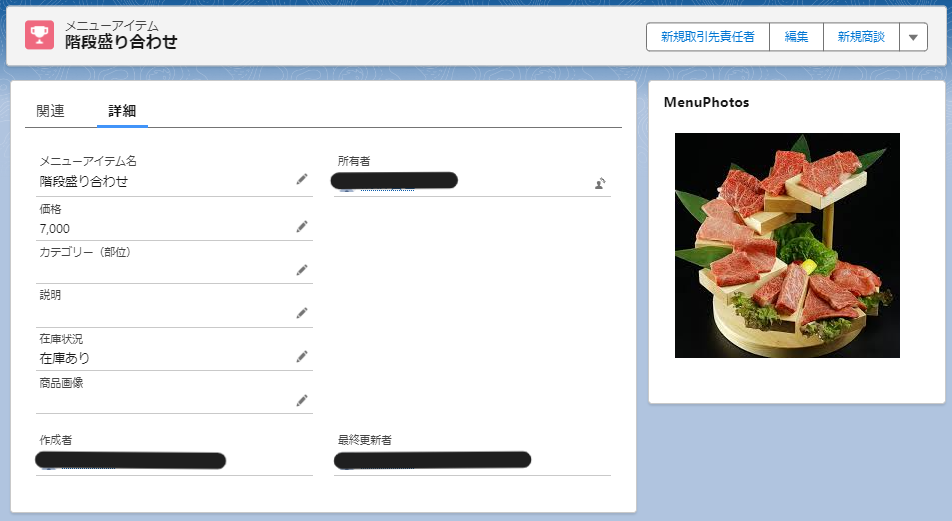 メニューアイテム
階段盛り合わせ
新規取引先責任者
編集
新規商談
関連
詳細
メニューアイテム名
階段盛り合わせ
所有者
価格
7,000
カテゴリー（部位）
説明
在庫状況
在庫あり
商品画像
作成者
最終更新者
MenuPhotos